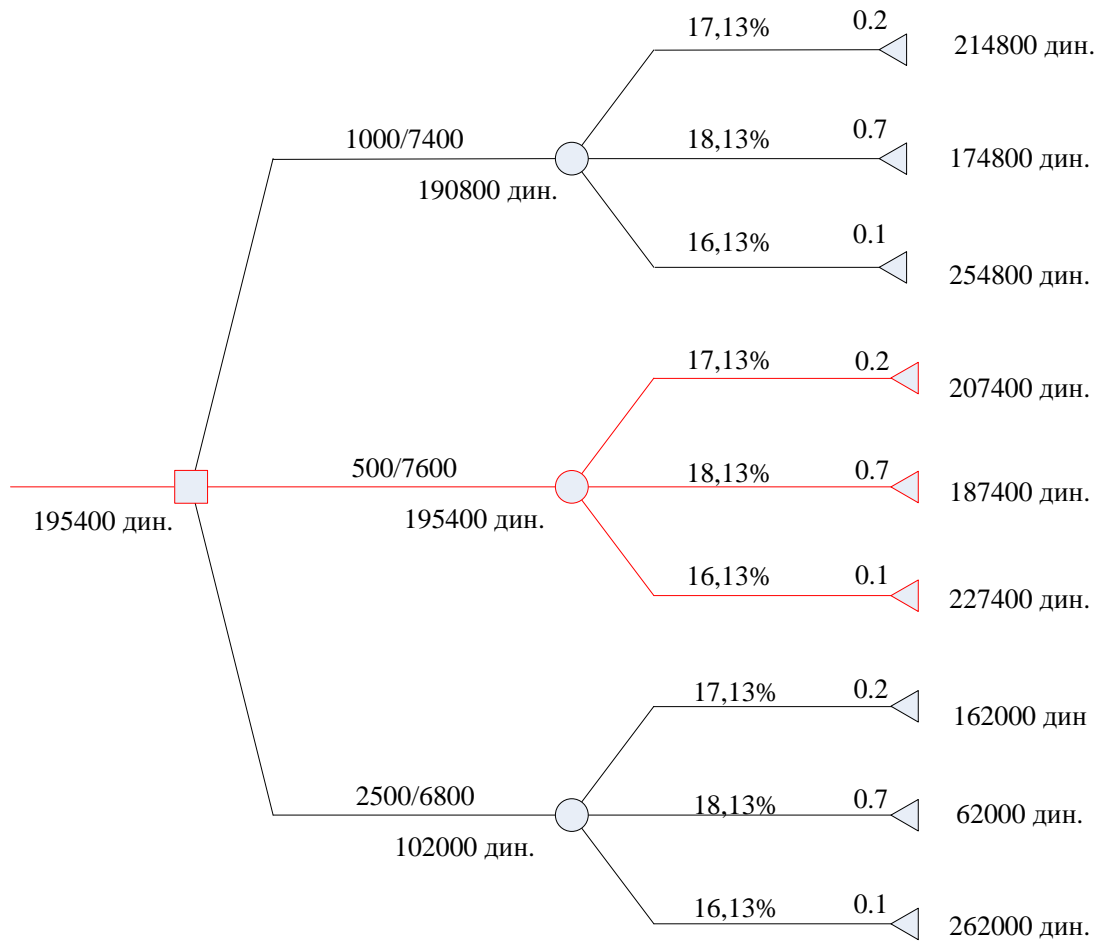 17,13%
0.2
214800 дин.
1000/7400
18,13%
0.7
174800 дин.
190800 дин.
16,13%
0.1
254800 дин.
17,13%
0.2
207400 дин.
500/7600
18,13%
0.7
187400 дин.
195400 дин.
195400 дин.
16,13%
0.1
227400 дин.
17,13%
0.2
162000 дин
2500/6800
18,13%
0.7
62000 дин.
102000 дин.
16,13%
0.1
262000 дин.